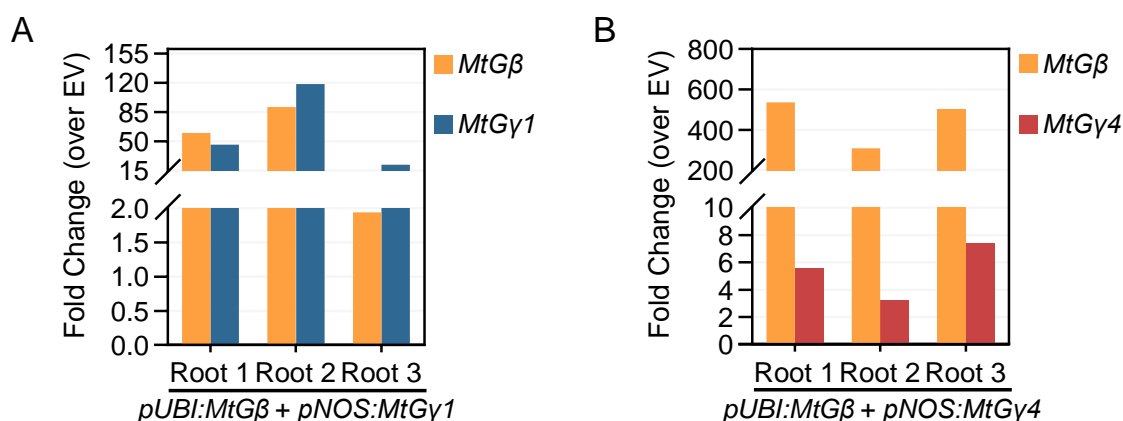 A
Fold Change (over EV)
155
120
85
50
15
2.0
1.5
1.0
0.5
0.0
Root 1 Root 2 Root 3
pUBI:MtGβ + pNOS:MtGγ1
MtGβ
MtGγ1
B
Fold Change (over EV)
800
600
400
200
10
8
6
4
2
0
Root 1 Root 2 Root 3
pUBI:MtGβ + pNOS:MtGγ4
MtGβ
MtGγ4